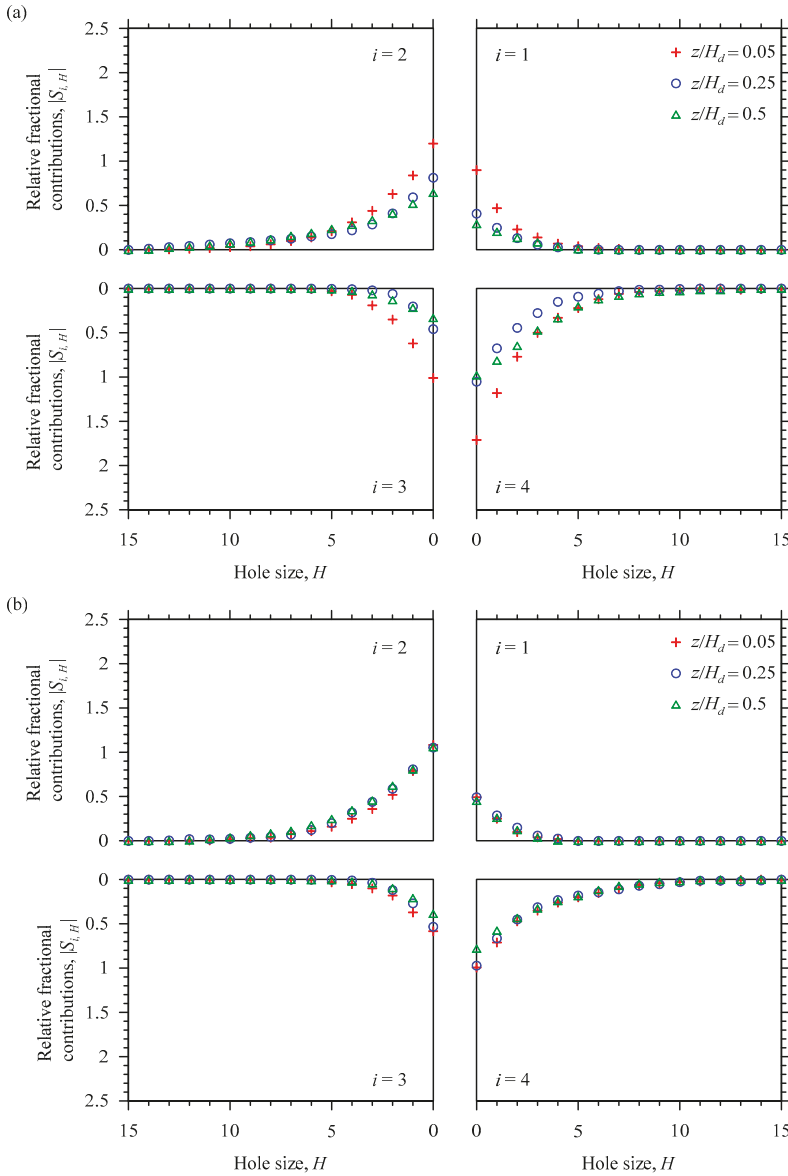 (a)
2.5
2
1.5
1
0.5
0
Relative fractional
contributions, |S_{i, H}|
i = 2
i = 1
z/H_d = 0.05
z/H_d = 0.25
z/H_d = 0.5
0
0.5
1
1.5
2
2.5
Relative fractional
contributions, |S_{i, H}|
i = 3
i = 4
15 10 5 0
0 5 10 15
Hole size, H
Hole size, H
(b)
2.5
2
1.5
1
0.5
0
Relative fractional
contributions, |S_{i, H}|
i = 2
i = 1
z/H_d = 0.05
z/H_d = 0.25
z/H_d = 0.5
0
0.5
1
1.5
2
2.5
Relative fractional
contributions, |S_{i, H}|
i = 3
i = 4
15 10 5 0
0 5 10 15
Hole size, H
Hole size, H